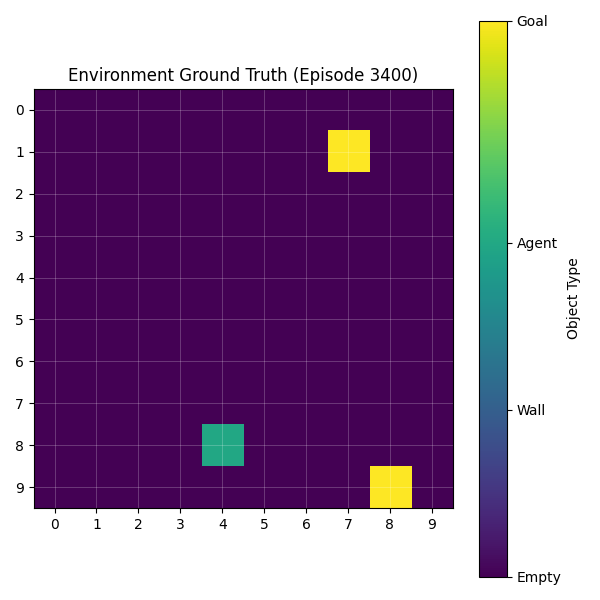 Environment Ground Truth (Episode 3400)
0
1
2
3
4
5
6
7
8
9
0 1 2 3 4 5 6 7 8 9
Goal
Agent
Wall
Empty
Object Type